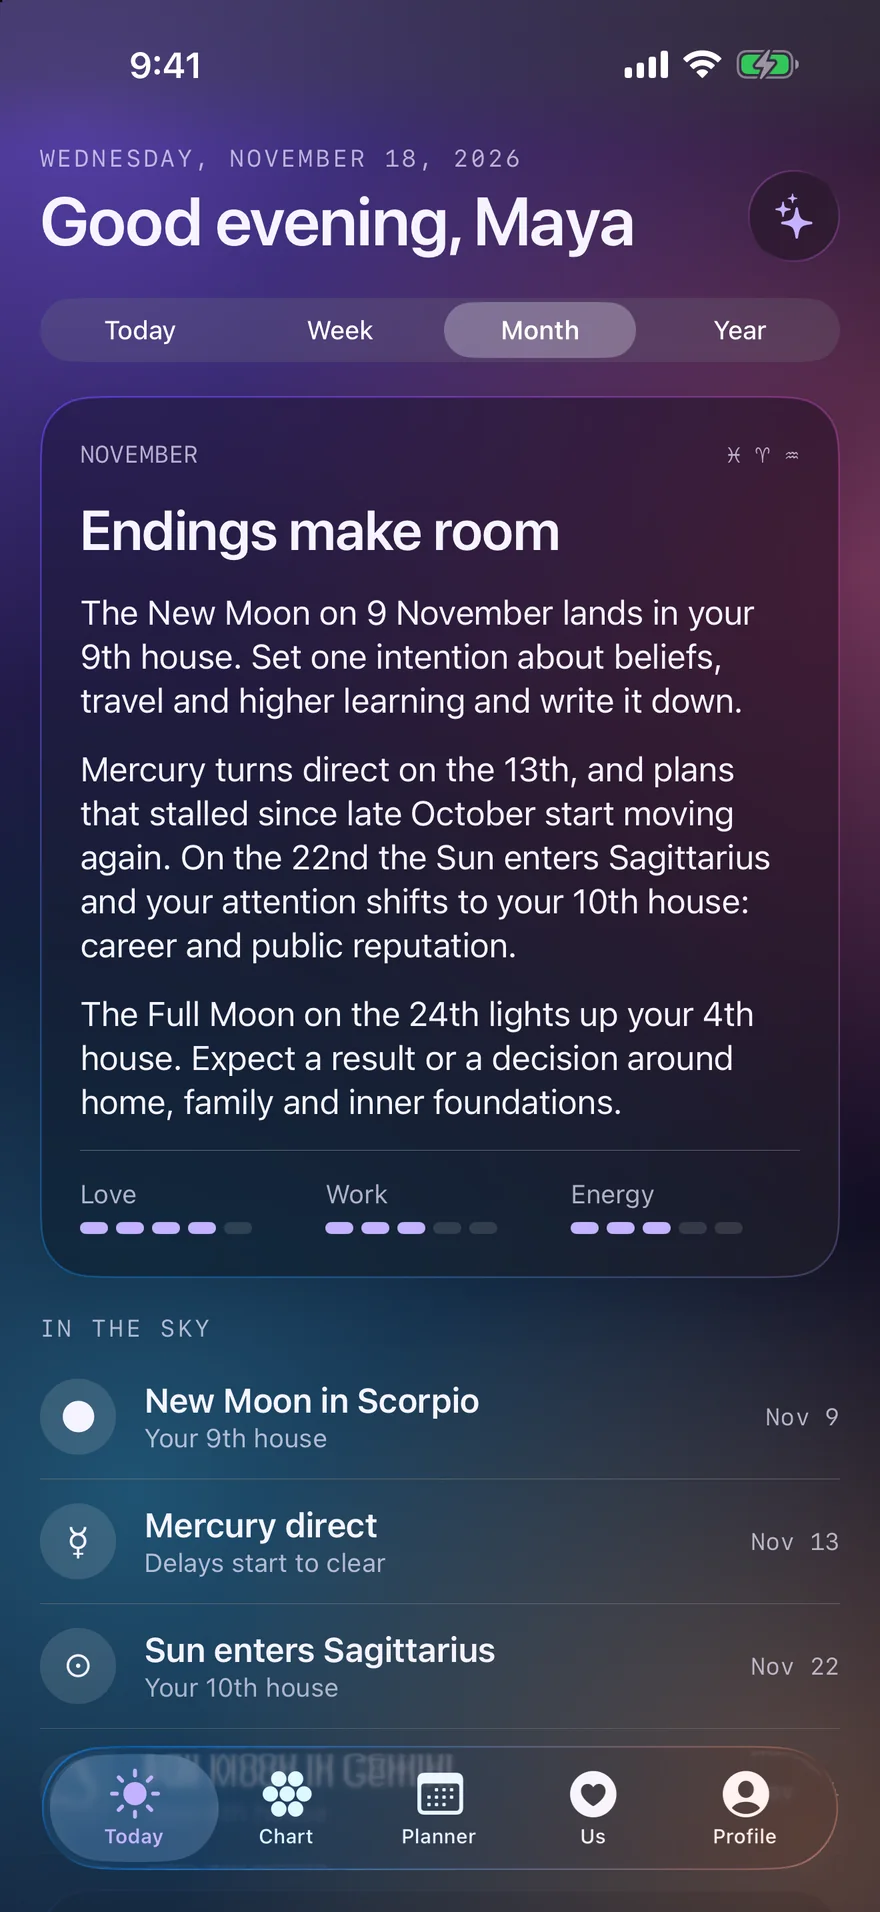 9:41
WEDNESDAY, NOVEMBER 18, 2026
Good evening, Maya
Today Week Month Year
NOVEMBER ♓︎ ♈︎ ♒︎
Endings make room
The New Moon on 9 November lands in your
9th house. Set one intention about beliefs,
travel and higher learning and write it down.
Mercury turns direct on the 13th, and plans
that stalled since late October start moving
again. On the 22nd the Sun enters Sagittarius
and your attention shifts to your 10th house:
career and public reputation.
The Full Moon on the 24th lights up your 4th
house. Expect a result or a decision around
home, family and inner foundations.
Love Work Energy
IN THE SKY
New Moon in Scorpio
Your 9th house
Nov 9
☿ Mercury direct
Delays start to clear
Nov 13
☉ Sun enters Sagittarius
Your 10th house
Nov 22
Today Chart Planner Us Profile